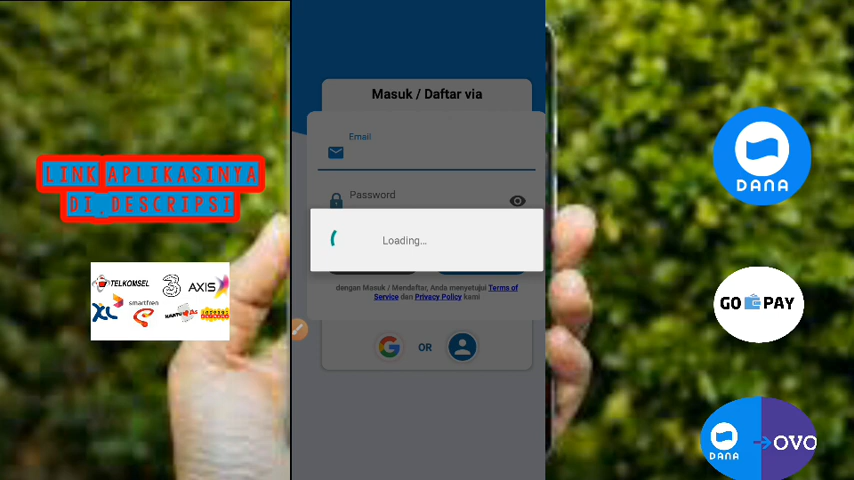 LINK APLIKASINYA
DI DESCRIPSI
TELKOMSEL
3
AXIS
XL
smartfren
Masuk / Daftar via
Email
Password
Loading...
dengan Masuk / Mendaftar, Anda menyetujui Terms of
Service dan Privacy Policy kami
G
OR
DANA
GO PAY
DANA
OVO